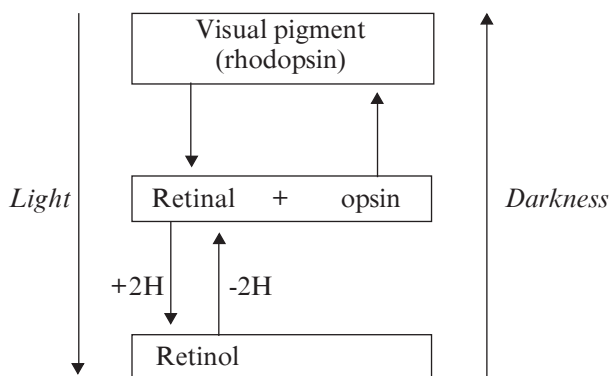 Visual pigment
(rhodopsin)
Light
Retinal + opsin
Darkness
+2H -2H
Retinol